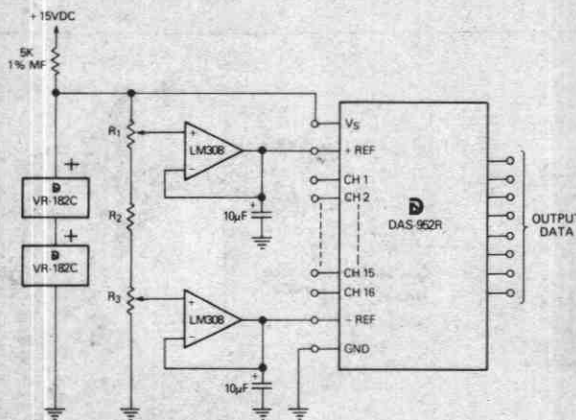 + 15VDC
5K
1% MF
R1
+
−
LM308
10μF
+
+
VR-182C
+
VR-182C
R2
R3
+
−
LM308
10μF
+
VS
+ REF
CH 1
CH 2
CH 15
CH 16
− REF
GND
DAS-952R
OUTPUT
DATA